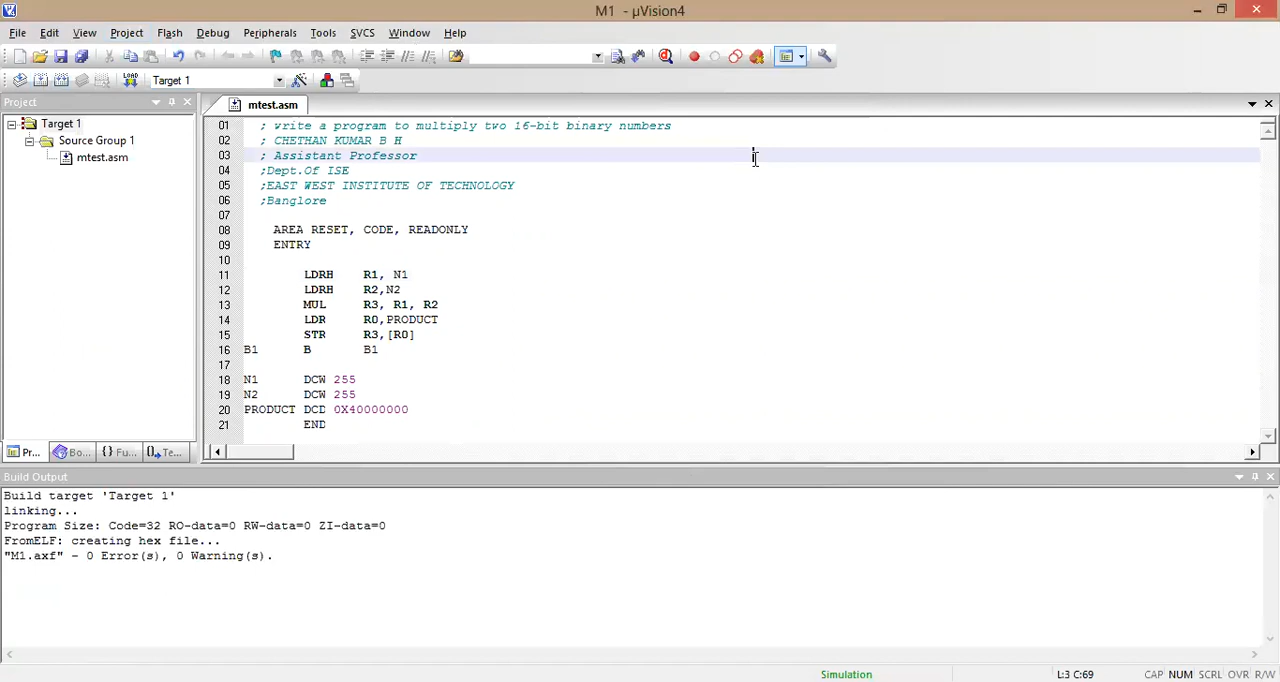 M1 - µVision4
File Edit View Project Flash Debug Peripherals Tools SVCS Window Help
LOAD Target 1
Project
Target 1
Source Group 1
mtest.asm
Pr... Bo... {} Fu... Te...
mtest.asm
01 ; write a program to multiply two 16-bit binary numbers
02 ; CHETHAN KUMAR B H
03 ; Assistant Professor
04 ;Dept.Of ISE
05 ;EAST WEST INSTITUTE OF TECHNOLOGY
06 ;Banglore
07
08 AREA RESET, CODE, READONLY
09 ENTRY
10
11 LDRH R1, N1
12 LDRH R2,N2
13 MUL R3, R1, R2
14 LDR R0,PRODUCT
15 STR R3,[R0]
16 B1 B B1
17
18 N1 DCW 255
19 N2 DCW 255
20 PRODUCT DCD 0X40000000
21 END
Build Output
Build target 'Target 1'
linking...
Program Size: Code=32 RO-data=0 RW-data=0 ZI-data=0
FromELF: creating hex file...
"M1.axf" - 0 Error(s), 0 Warning(s).
Simulation L:3 C:69 CAP NUM SCRL OVR R/W